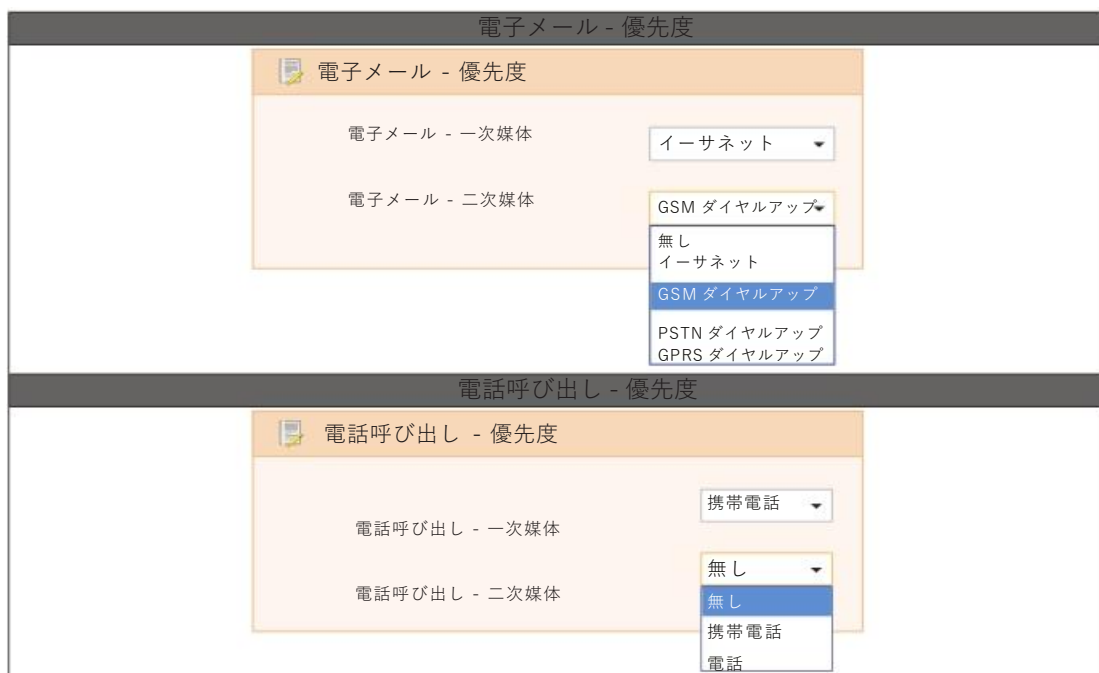 電子メール - 優先度
電子メール - 優先度
電子メール - 一次媒体
イーサネット
電子メール - 二次媒体
GSM ダイヤルアップ
無し
イーサネット
GSM ダイヤルアップ
PSTN ダイヤルアップ
GPRS ダイヤルアップ
電話呼び出し - 優先度
電話呼び出し - 優先度
携帯電話
電話呼び出し - 一次媒体
無し
電話呼び出し - 二次媒体
無し
携帯電話
電話